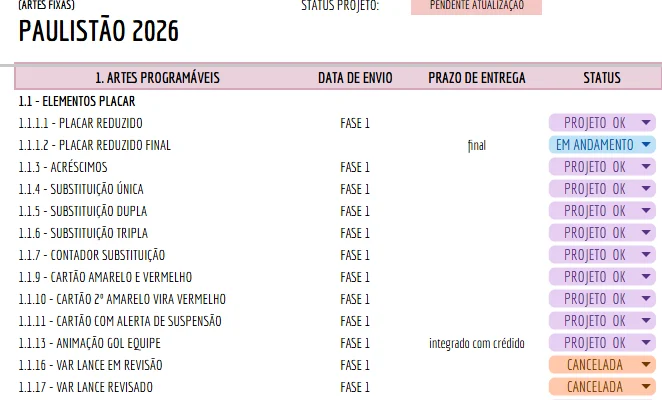 (ARTES FIXAS) STATUS PROJETO: PENDENTE ATUALIZAÇÃO
PAULISTÃO 2026
1. ARTES PROGRAMÁVEIS DATA DE ENVIO PRAZO DE ENTREGA STATUS
1.1 - ELEMENTOS PLACAR
1.1.1.1 - PLACAR REDUZIDO FASE 1 PROJETO OK
1.1.1.2 - PLACAR REDUZIDO FINAL final EM ANDAMENTO
1.1.3 - ACRÉSCIMOS FASE 1 PROJETO OK
1.1.4 - SUBSTITUIÇÃO ÚNICA FASE 1 PROJETO OK
1.1.5 - SUBSTITUIÇÃO DUPLA FASE 1 PROJETO OK
1.1.6 - SUBSTITUIÇÃO TRIPLA FASE 1 PROJETO OK
1.1.7 - CONTADOR SUBSTITUIÇÃO FASE 1 PROJETO OK
1.1.9 - CARTÃO AMARELO E VERMELHO FASE 1 PROJETO OK
1.1.10 - CARTÃO 2º AMARELO VIRA VERMELHO FASE 1 PROJETO OK
1.1.11 - CARTÃO COM ALERTA DE SUSPENSÃO FASE 1 PROJETO OK
1.1.13 - ANIMAÇÃO GOL EQUIPE FASE 1 integrado com crédido PROJETO OK
1.1.16 - VAR LANCE EM REVISÃO FASE 1 CANCELADA
1.1.17 - VAR LANCE REVISADO FASE 1 CANCELADA